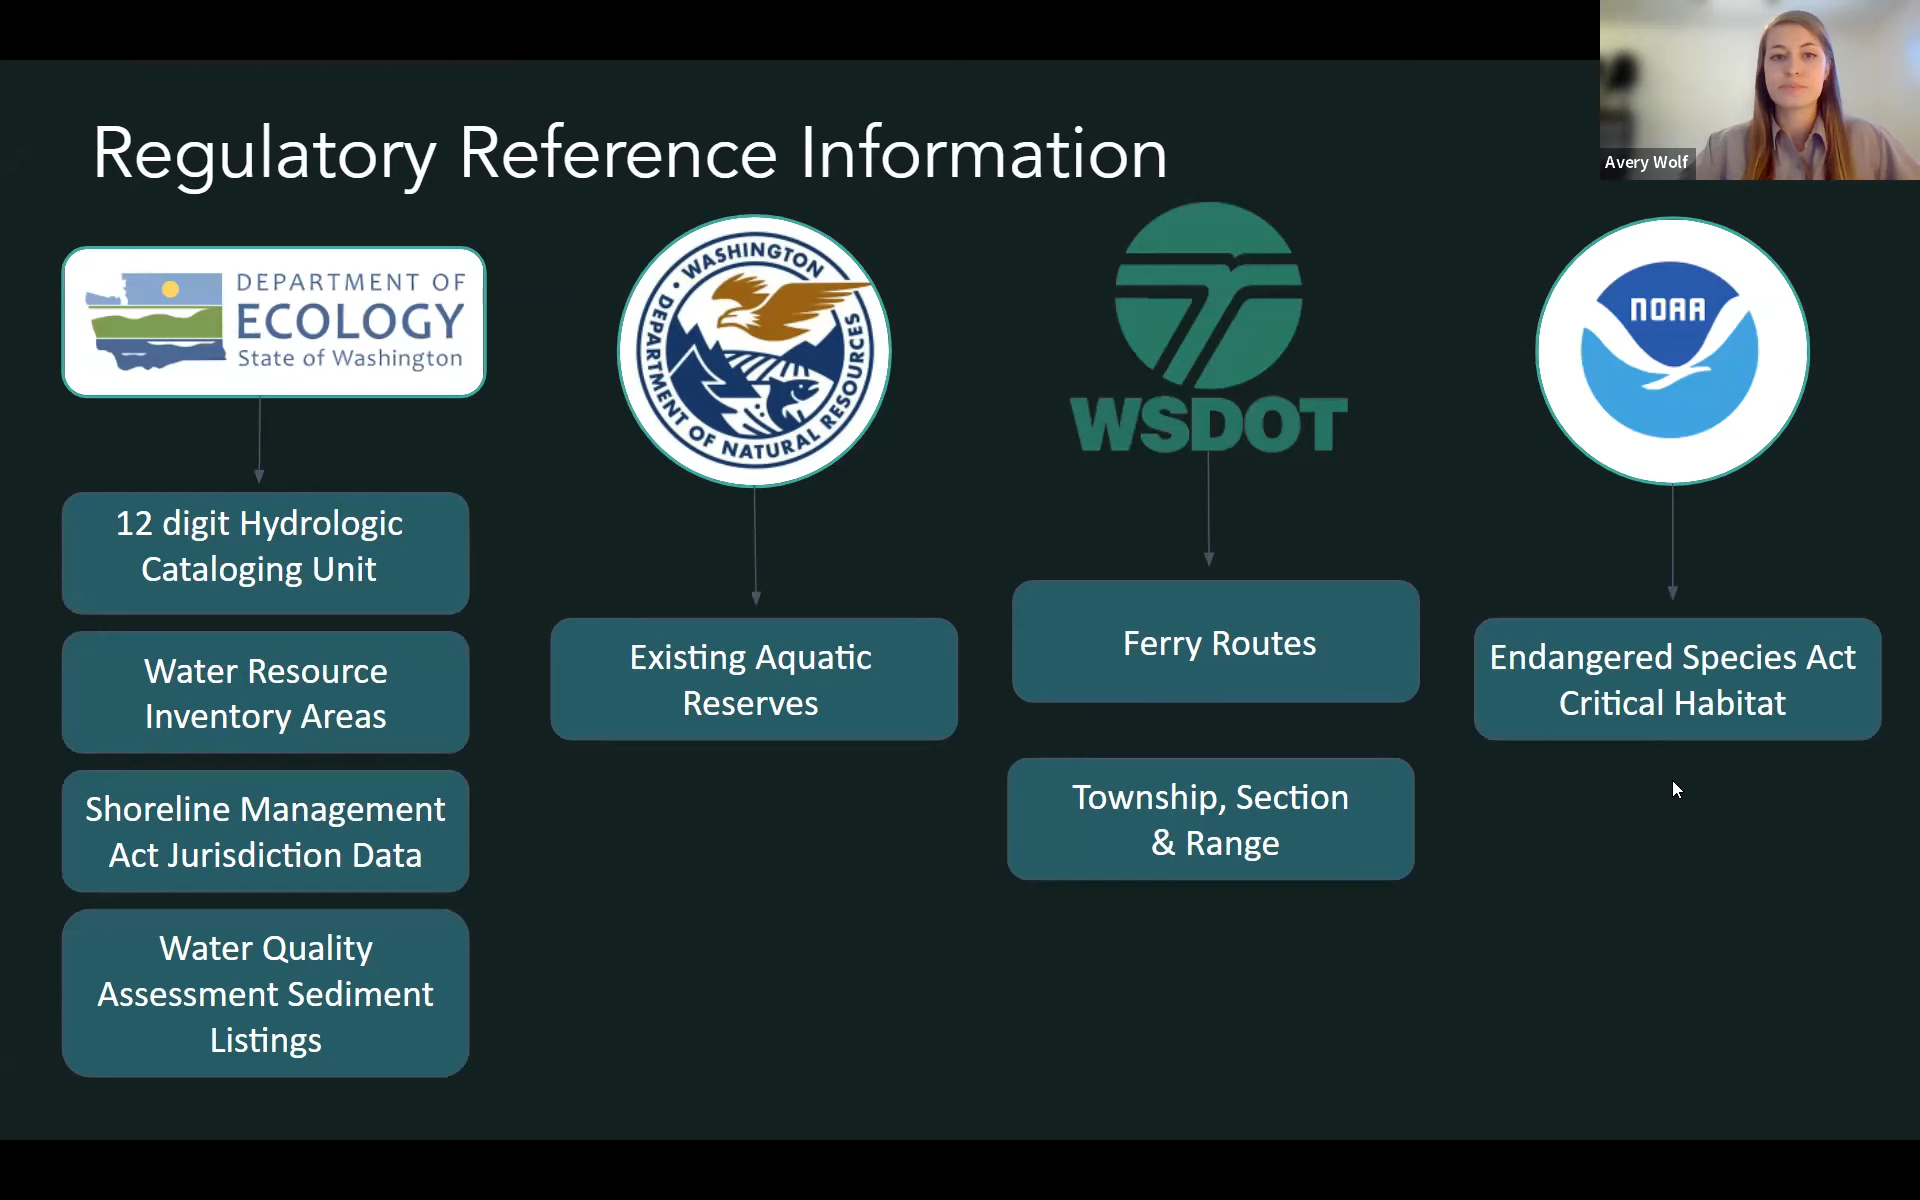 Regulatory Reference Information
Avery Wolf
DEPARTMENT OF
ECOLOGY
State of Washington
WASHINGTON
DEPARTMENT OF NATURAL RESOURCES
WSDOT
NOAA
12 digit Hydrologic
Cataloging Unit
Water Resource
Inventory Areas
Shoreline Management
Act Jurisdiction Data
Water Quality
Assessment Sediment
Listings
Existing Aquatic
Reserves
Ferry Routes
Township, Section
& Range
Endangered Species Act
Critical Habitat